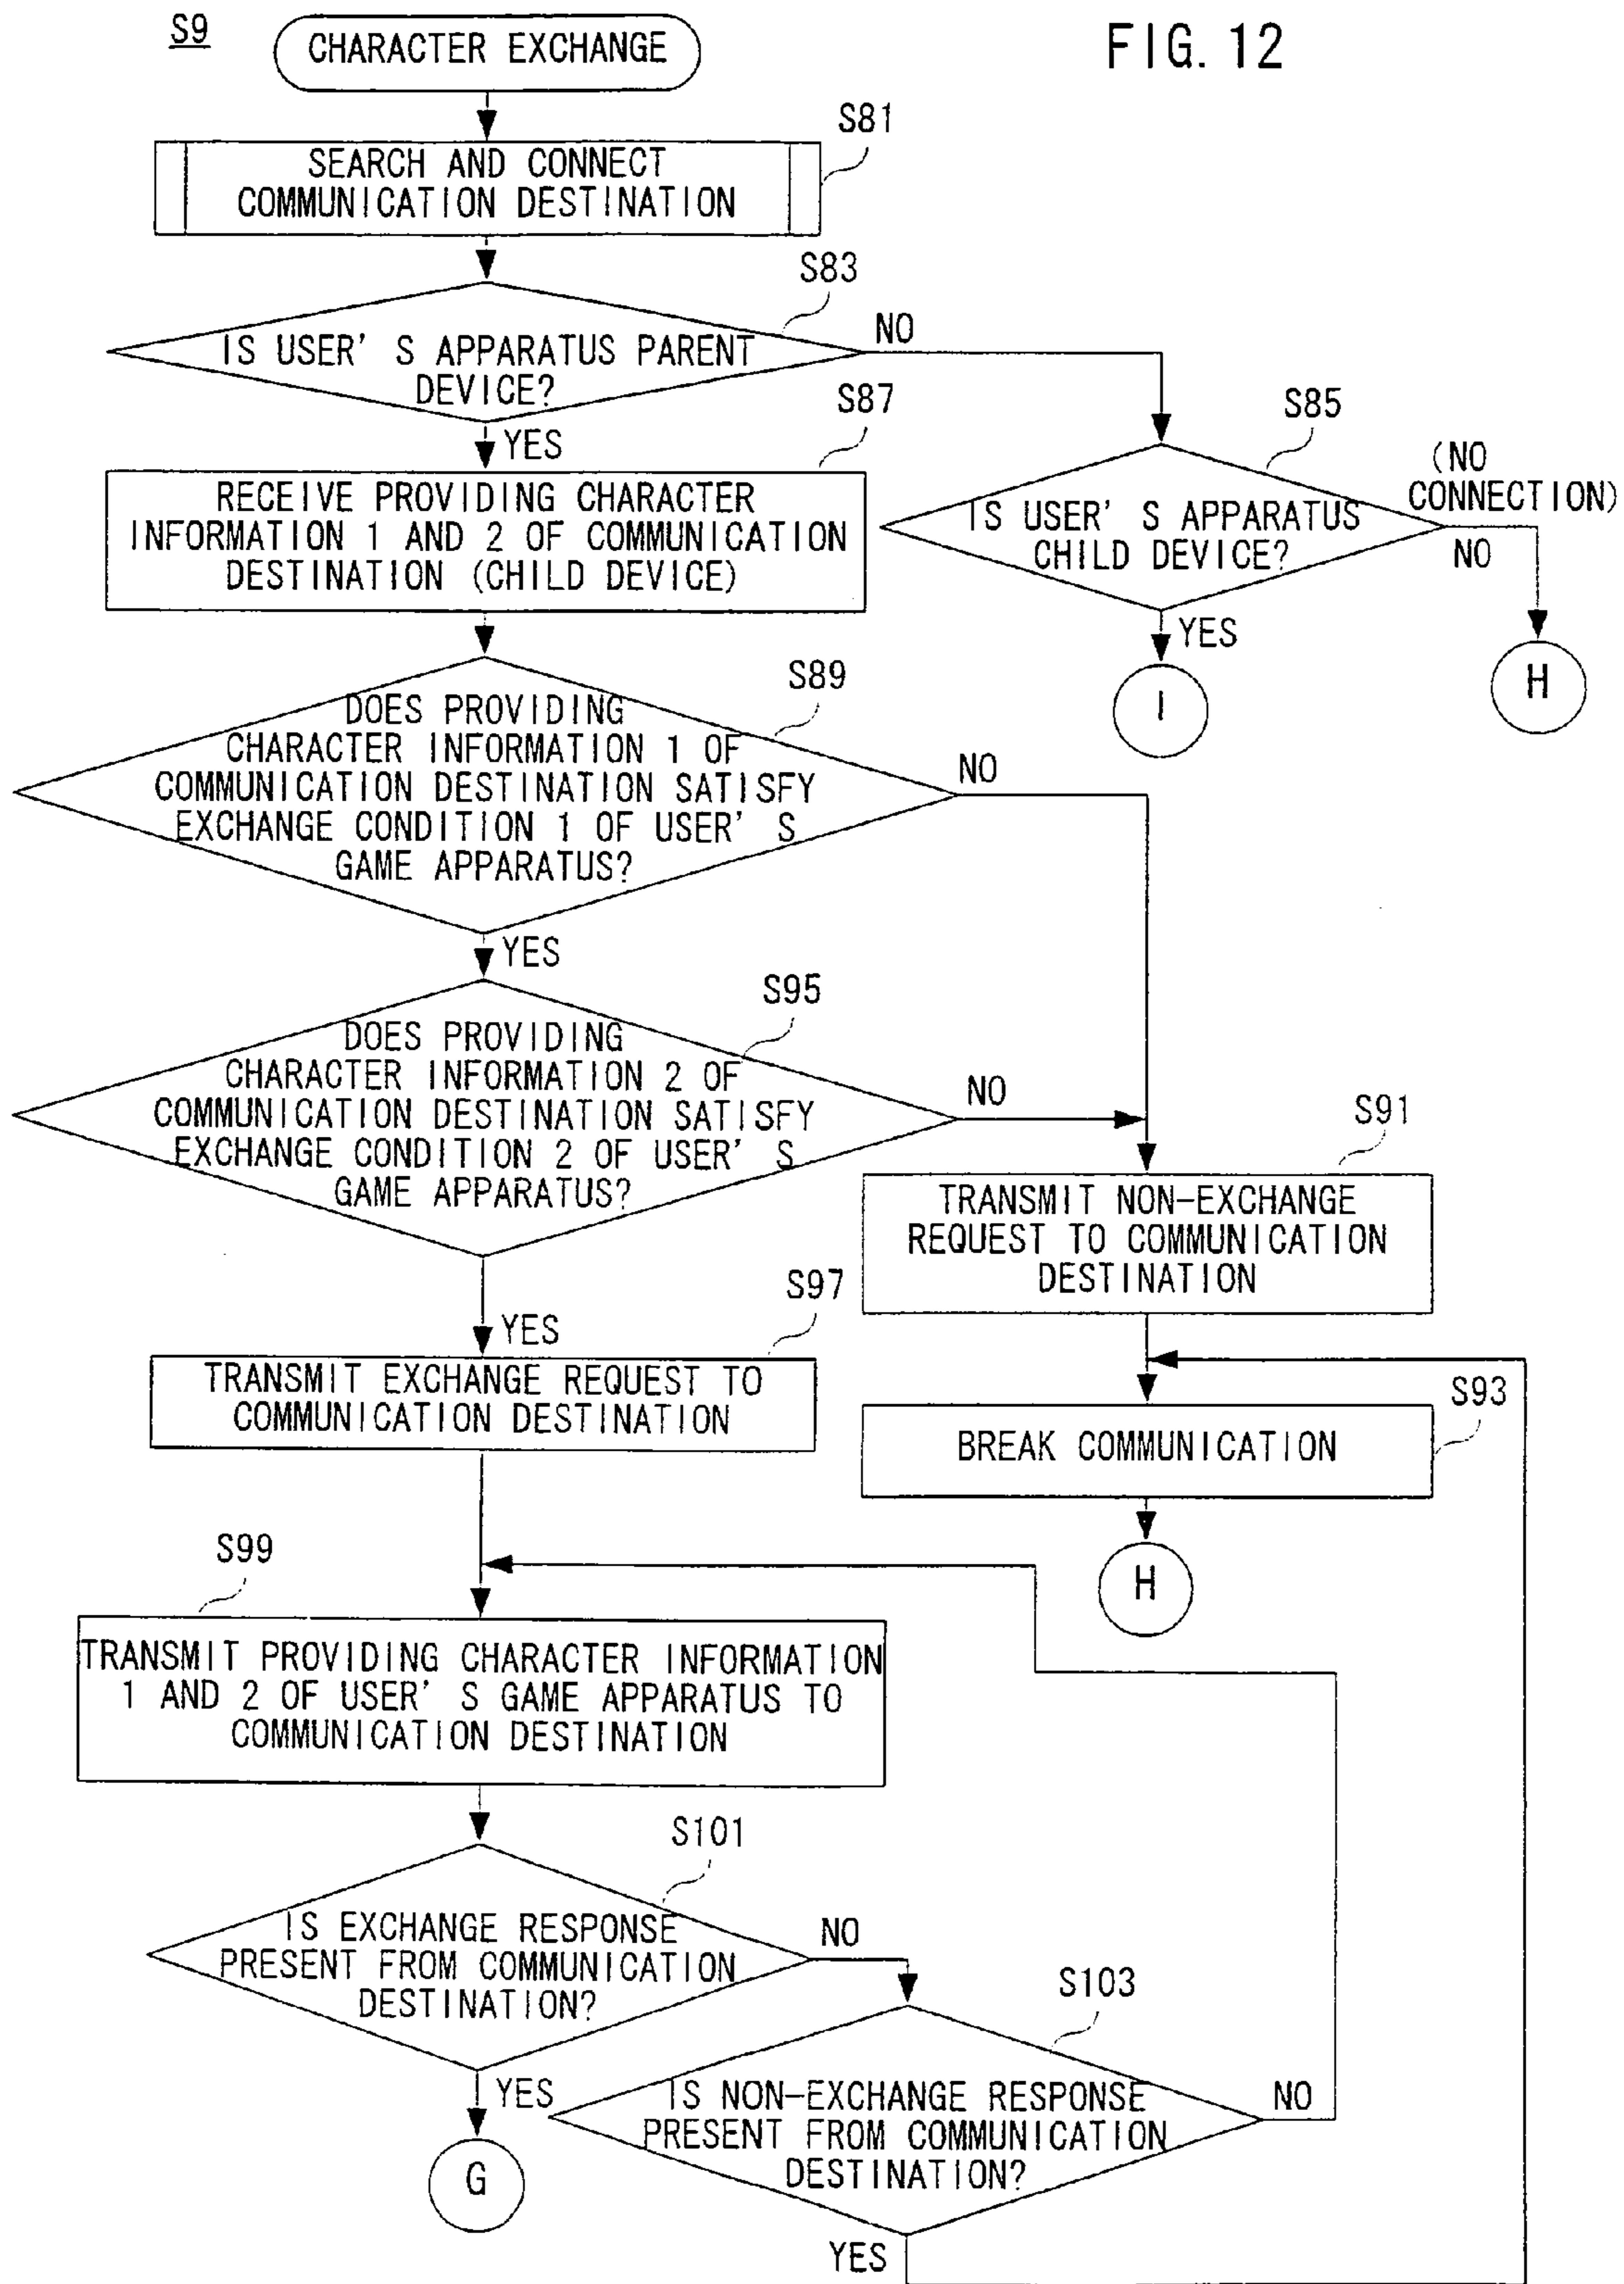 S9
CHARACTER EXCHANGE
FIG. 12
S81
SEARCH AND CONNECT
COMMUNICATION DESTINATION
S83
IS USER'S APPARATUS PARENT
DEVICE?
NO
YES
S87
RECEIVE PROVIDING CHARACTER
INFORMATION 1 AND 2 OF COMMUNICATION
DESTINATION (CHILD DEVICE)
S85
IS USER'S APPARATUS
CHILD DEVICE?
(NO
CONNECTION)
NO
YES
I
H
S89
DOES PROVIDING
CHARACTER INFORMATION 1 OF
COMMUNICATION DESTINATION SATISFY
EXCHANGE CONDITION 1 OF USER'S
GAME APPARATUS?
NO
YES
S95
DOES PROVIDING
CHARACTER INFORMATION 2 OF
COMMUNICATION DESTINATION SATISFY
EXCHANGE CONDITION 2 OF USER'S
GAME APPARATUS?
NO
YES
S91
TRANSMIT NON-EXCHANGE
REQUEST TO COMMUNICATION
DESTINATION
S97
TRANSMIT EXCHANGE REQUEST TO
COMMUNICATION DESTINATION
S93
BREAK COMMUNICATION
H
S99
TRANSMIT PROVIDING CHARACTER INFORMATION
1 AND 2 OF USER'S GAME APPARATUS TO
COMMUNICATION DESTINATION
S101
IS EXCHANGE RESPONSE
PRESENT FROM COMMUNICATION
DESTINATION?
NO
YES
G
S103
IS NON-EXCHANGE RESPONSE
PRESENT FROM COMMUNICATION
DESTINATION?
NO
YES